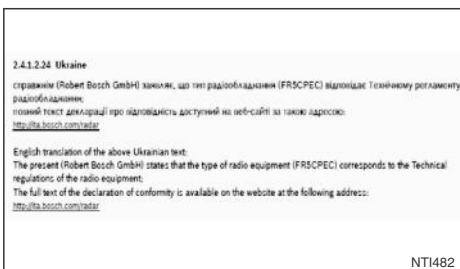 2.4.1.2.24 Ukraine
справжнім (Robert Bosch GmbH) заявляє, що тип радіообладнання (FR5CPEC) відповідає Технічному регламенту
радіообладнання;
повний текст декларації про відповідність доступний на веб-сайті за такою адресою:
http://ita.bosch.com/radar
English translation of the above Ukrainian text:
The present (Robert Bosch GmbH) states that the type of radio equipment (FR5CPEC) corresponds to the Technical
regulations of the radio equipment;
The full text of the declaration of conformity is available on the website at the following address:
http://ita.bosch.com/radar
NTI482